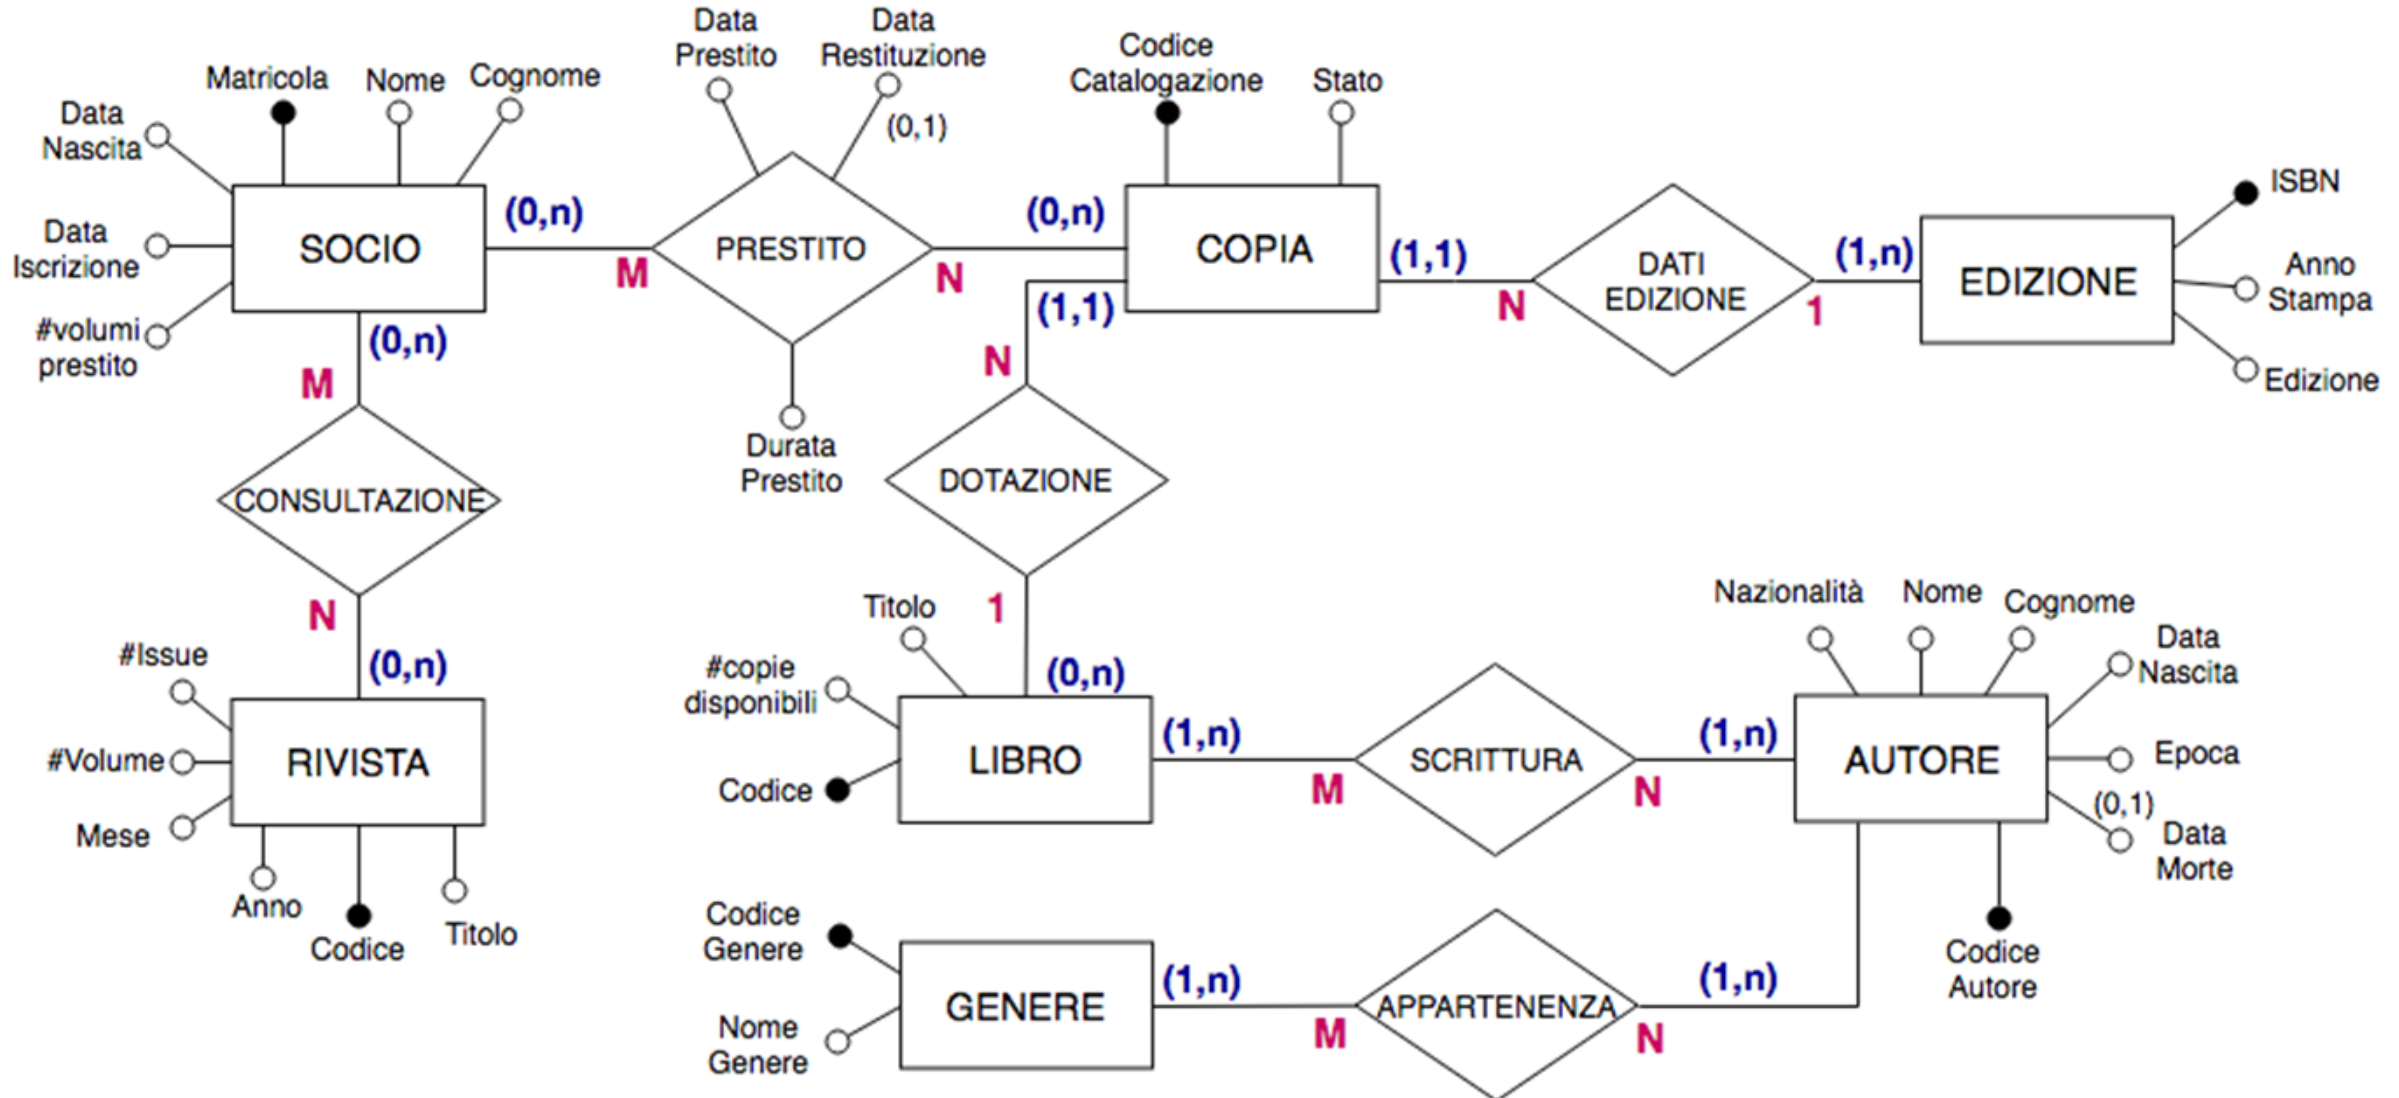 Data
Prestito
Data
Restituzione
(0,1)
Codice
Catalogazione
Stato
Matricola
Nome
Cognome
Data
Nascita
Data
Iscrizione
#volumi
prestito
SOCIO
(0,n)
M
PRESTITO
N
(0,n)
COPIA
(1,1)
N
DATI
EDIZIONE
1
(1,n)
EDIZIONE
ISBN
Anno
Stampa
Edizione
(0,n)
M
CONSULTAZIONE
N
(0,n)
Durata
Prestito
(1,1)
N
DOTAZIONE
1
(0,n)
#Issue
#Volume
Mese
RIVISTA
Anno
Codice
Titolo
Titolo
#copie
disponibili
Codice
LIBRO
(1,n)
M
SCRITTURA
N
(1,n)
AUTORE
Nazionalità
Nome
Cognome
Data
Nascita
Epoca
(0,1)
Data
Morte
Codice
Autore
Codice
Genere
Nome
Genere
GENERE
(1,n)
M
APPARTENENZA
N
(1,n)